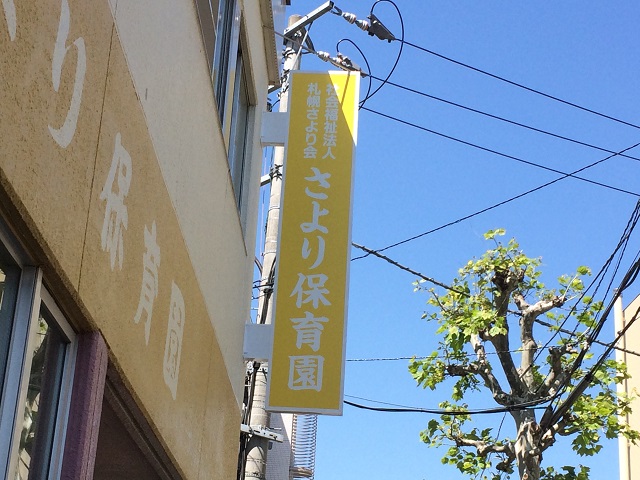 社会福祉法人
札幌さより会
さより保育園
り保育園